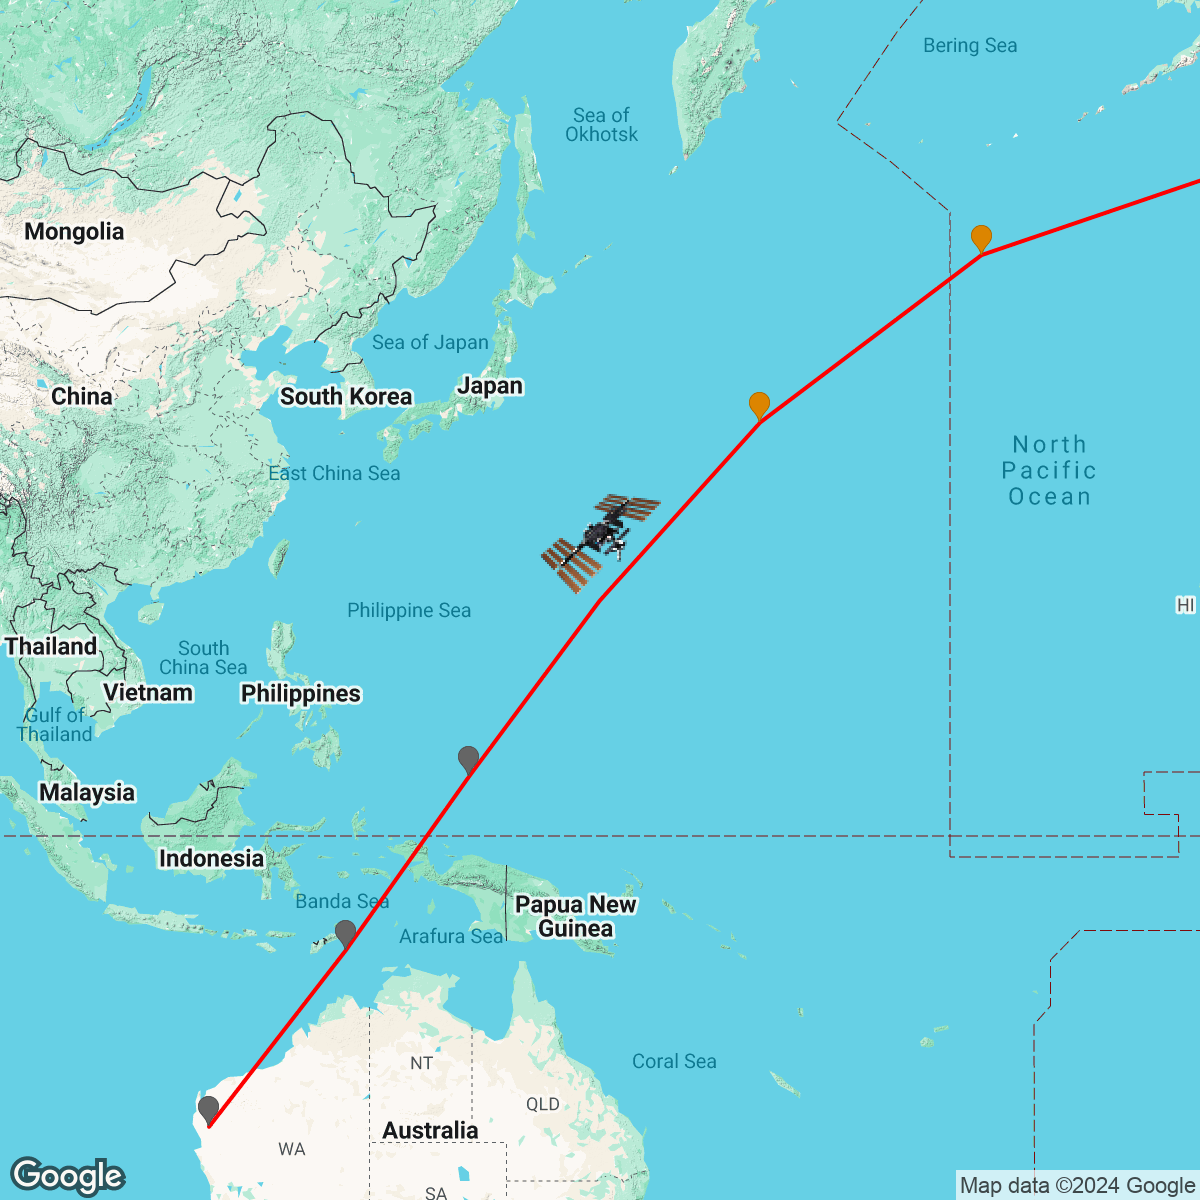 Bering Sea
Sea of
Okhotsk
Mongolia
Sea of Japan
Japan
China
South Korea
North
Pacific
Ocean
East China Sea
HI
Philippine Sea
Thailand
South
China Sea
Vietnam
Philippines
Gulf of
Thailand
Malaysia
Indonesia
Banda Sea
Papua New
Guinea
Arafura Sea
NT
Coral Sea
QLD
Australia
WA
SA
Google
Map data ©2024 Google